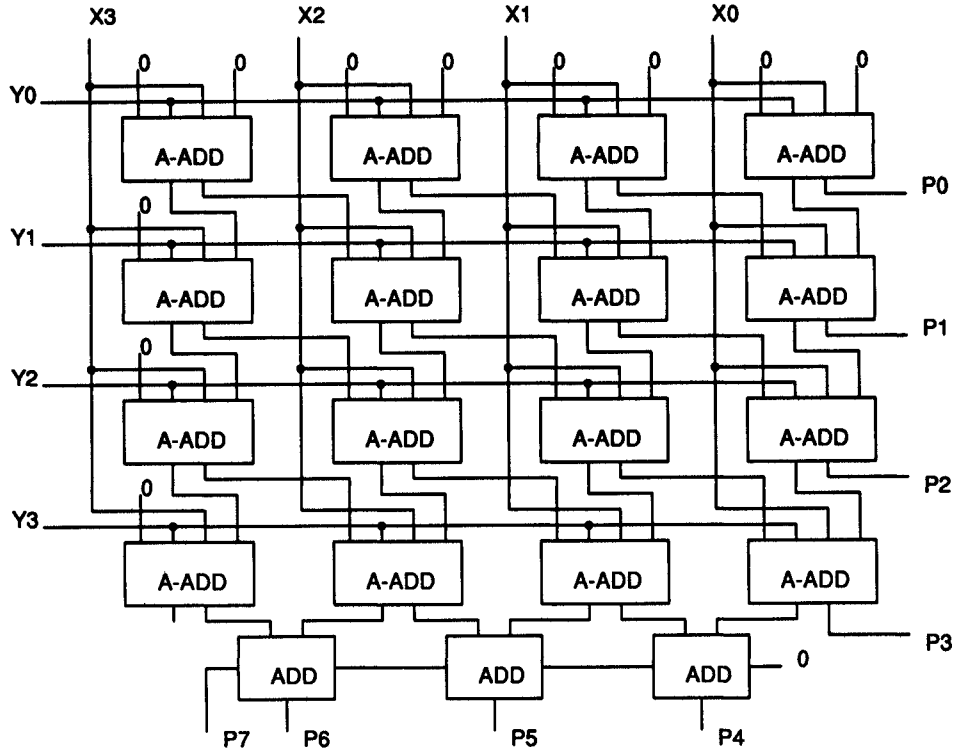 X3 X2 X1 X0
0 0 0 0 0 0 0 0
Y0
A-ADD A-ADD A-ADD A-ADD
P0
0
Y1
A-ADD A-ADD A-ADD A-ADD
P1
0
Y2
A-ADD A-ADD A-ADD A-ADD
P2
0
Y3
A-ADD A-ADD A-ADD A-ADD
P3
ADD ADD ADD 0
P7 P6 P5 P4